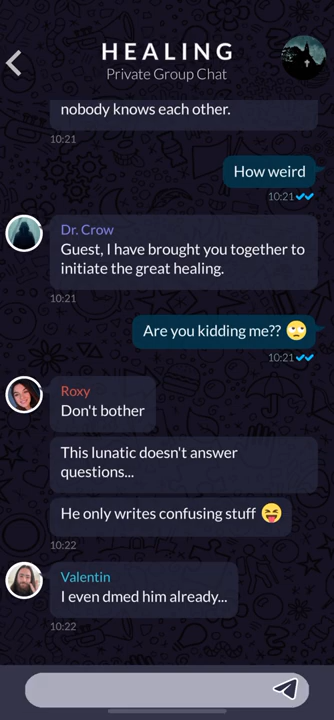 HEALING
Private Group Chat
nobody knows each other.
10:21
How weird
10:21
Dr. Crow
Guest, I have brought you together to
initiate the great healing.
10:21
Are you kidding me?? 🙄
10:21
Roxy
Don't bother
This lunatic doesn't answer
questions...
He only writes confusing stuff 😝
10:22
Valentin
I even dmed him already...
10:22